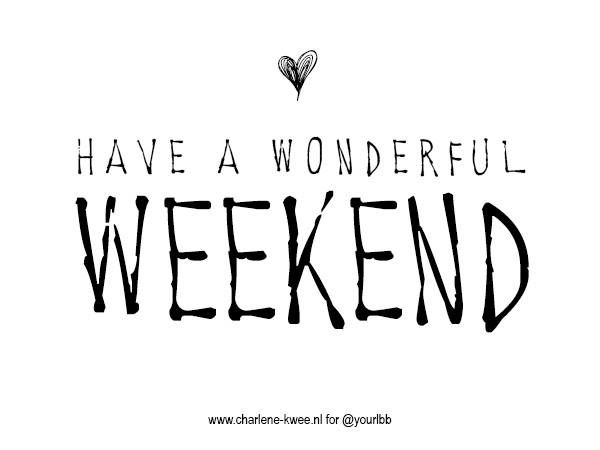 HAVE A WONDERFUL
WEEKEND
www.charlene-kwee.nl for @yourlbb